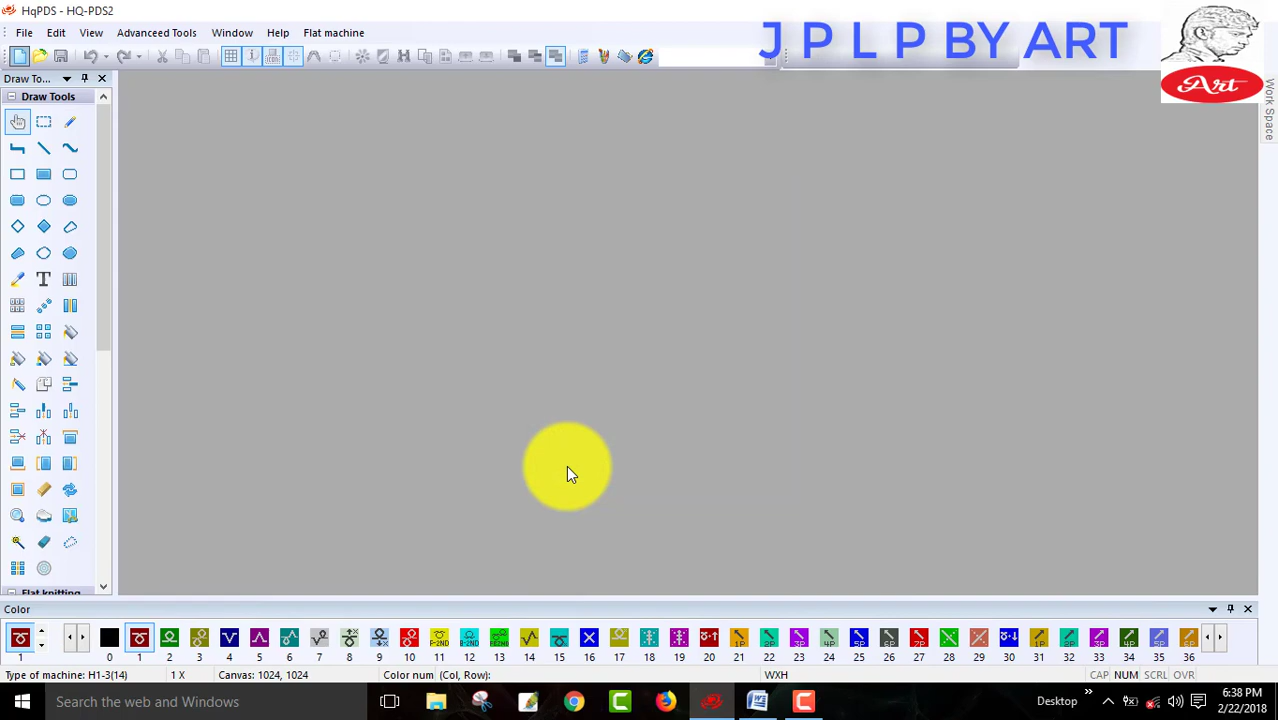 HqPDS - HQ-PDS2
J P L P BY ART
File Edit View Advanceed Tools Window Help Flat machine
Art
Work Space
Draw To...
Draw Tools
T
Flat knitting
Color
1 0 1 2 3 4 5 6 7 8 9 10 11 12 13 14 15 16 17 18 19 20 21 22 23 24 25 26 27 28 29 30 31 32 33 34 35 36
Type of machine: H1-3(14) 1 X Canvas: 1024, 1024 Color num (Col, Row): WXH CAP NUM SCRL OVR
Search the web and Windows
Desktop
6:38 PM
2/22/2018